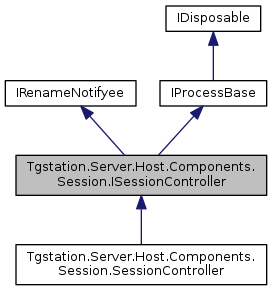 IDisposable
IRenameNotifyee
IProcessBase
Tgstation.Server.Host.Components.
Session.ISessionController
Tgstation.Server.Host.Components.
Session.SessionController